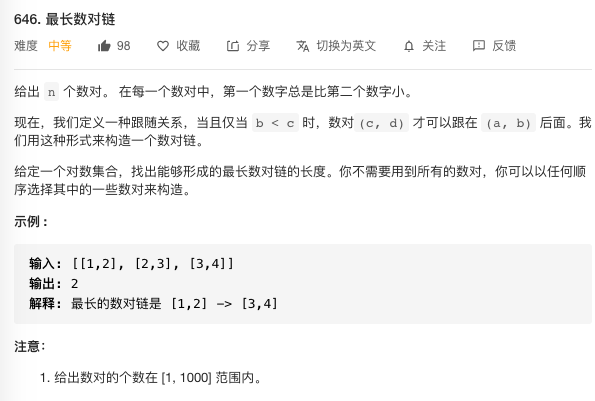 646. 最长数对链
难度 中等 98 收藏 分享 切换为英文 关注 反馈
给出 n 个数对。 在每一个数对中，第一个数字总是比第二个数字小。
现在，我们定义一种跟随关系，当且仅当 b < c 时，数对(c, d) 才可以跟在 (a, b) 后面。我
们用这种形式来构造一个数对链。
给定一个对数集合，找出能够形成的最长数对链的长度。你不需要用到所有的数对，你可以以任何顺
序选择其中的一些数对来构造。
示例 :
输入: [[1,2], [2,3], [3,4]]
输出: 2
解释: 最长的数对链是 [1,2] -> [3,4]
注意：
1. 给出数对的个数在 [1, 1000] 范围内。